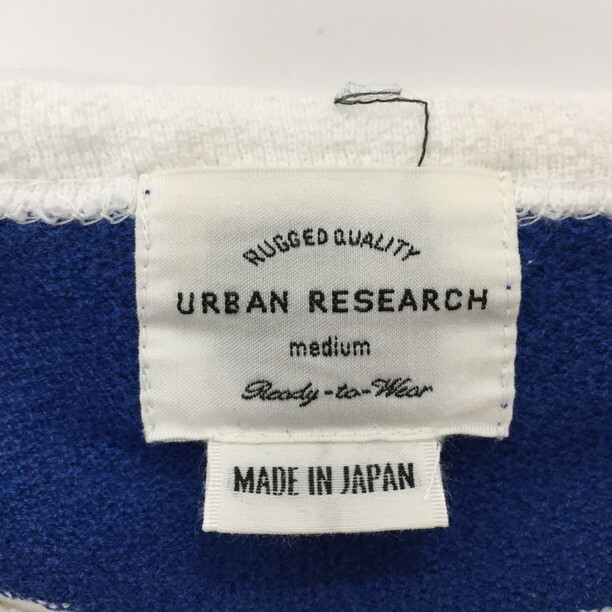 RUGGED QUALITY
URBAN RESEARCH
medium
Ready-to-Wear
MADE IN JAPAN